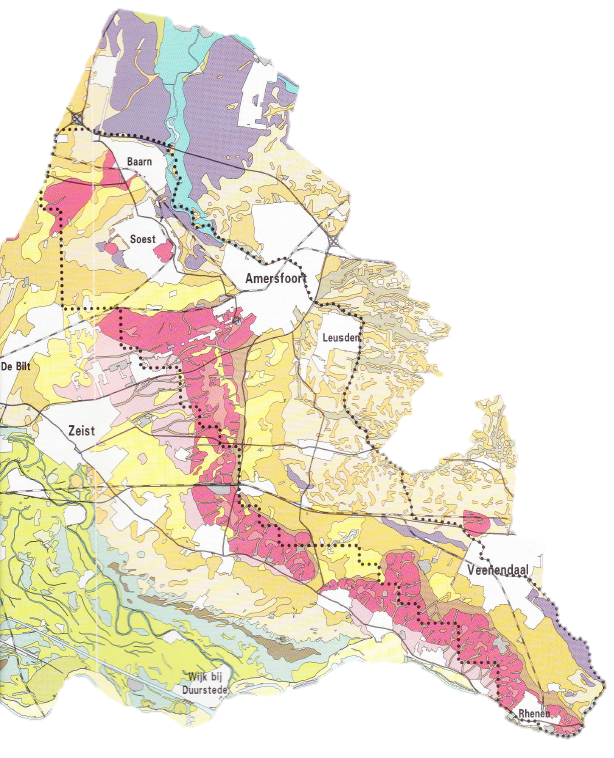 Baarn
Soest
Amersfoort
Leusden
De Bilt
Zeist
Veenendaal
Wijk bij
Duurstede
Rhenen